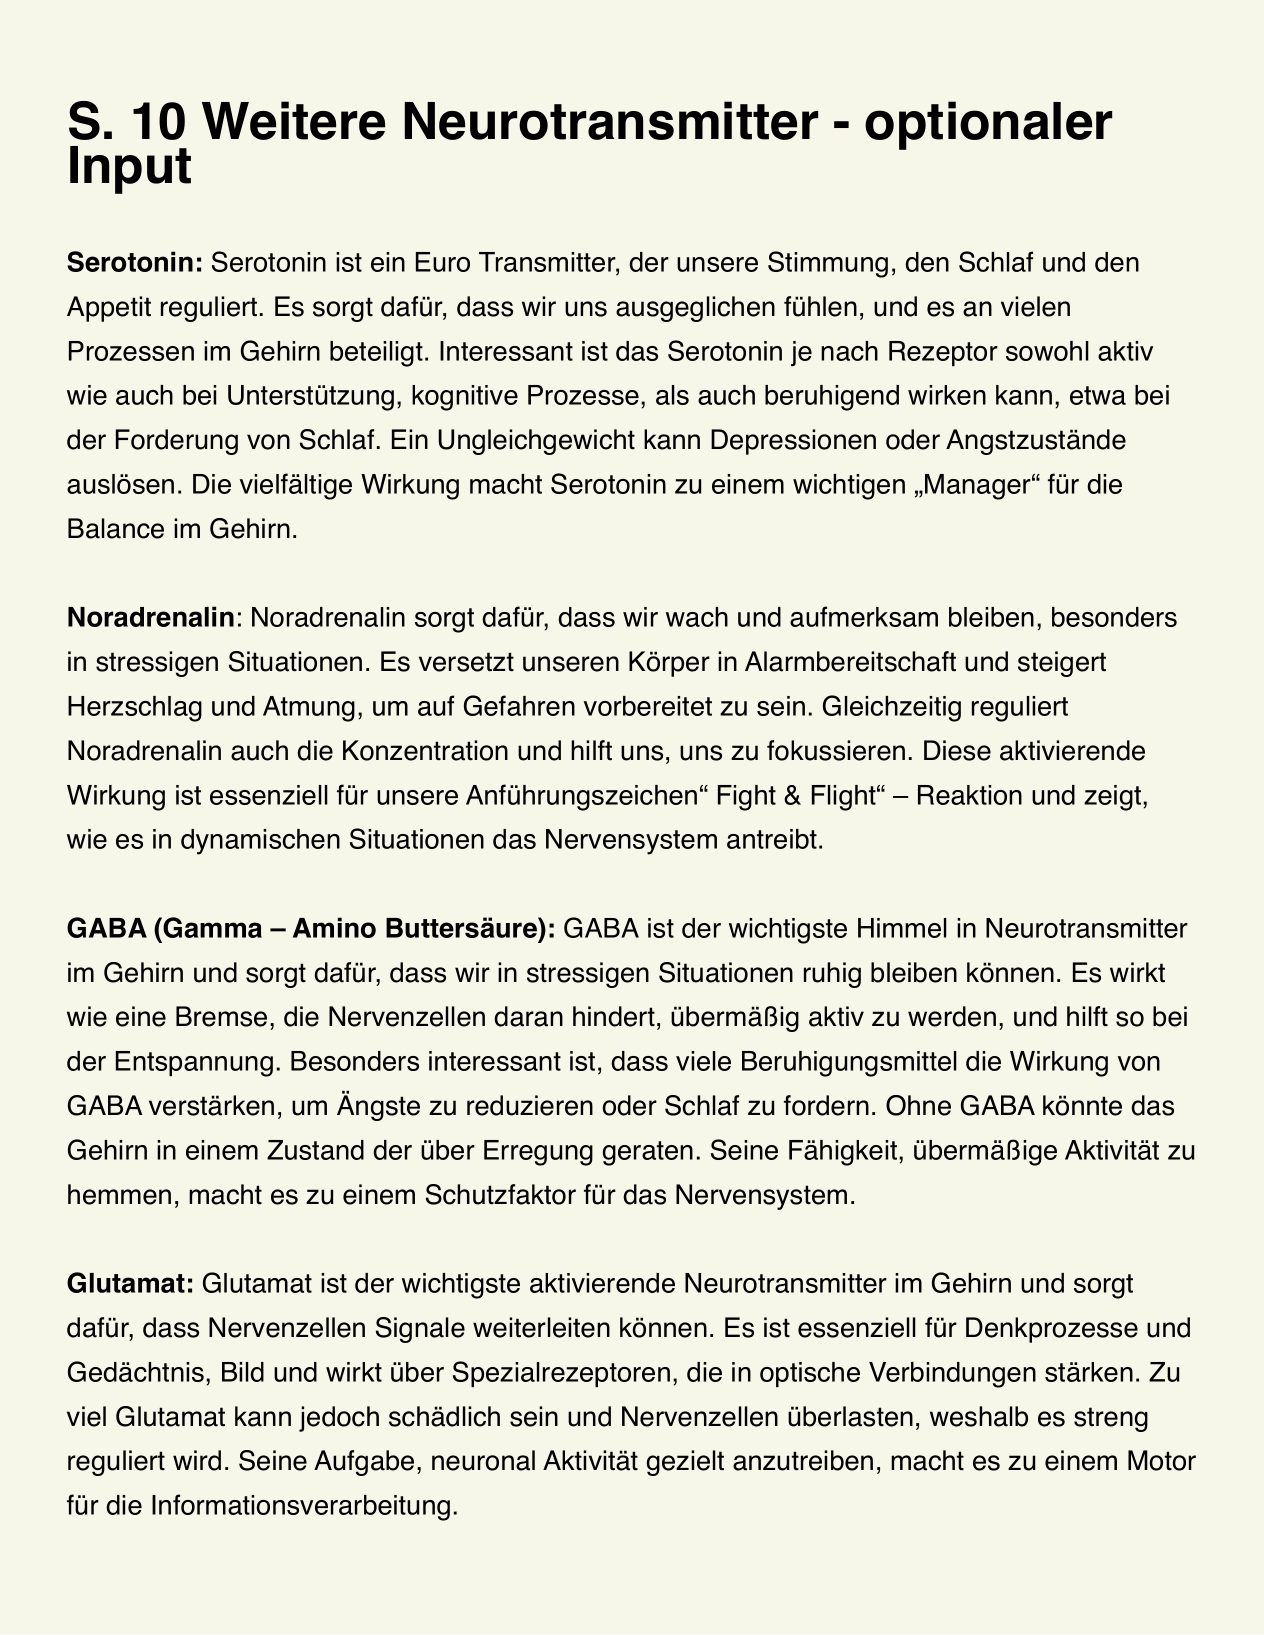 S. 10 Weitere Neurotransmitter - optionaler
Input
Serotonin: Serotonin ist ein Euro Transmitter, der unsere Stimmung, den Schlaf und den
Appetit reguliert. Es sorgt dafür, dass wir uns ausgeglichen fühlen, und es an vielen
Prozessen im Gehirn beteiligt. Interessant ist das Serotonin je nach Rezeptor sowohl aktiv
wie auch bei Unterstützung, kognitive Prozesse, als auch beruhigend wirken kann, etwa bei
der Forderung von Schlaf. Ein Ungleichgewicht kann Depressionen oder Angstzustände
auslösen. Die vielfältige Wirkung macht Serotonin zu einem wichtigen „Manager“ für die
Balance im Gehirn.
Noradrenalin: Noradrenalin sorgt dafür, dass wir wach und aufmerksam bleiben, besonders
in stressigen Situationen. Es versetzt unseren Körper in Alarmbereitschaft und steigert
Herzschlag und Atmung, um auf Gefahren vorbereitet zu sein. Gleichzeitig reguliert
Noradrenalin auch die Konzentration und hilft uns, uns zu fokussieren. Diese aktivierende
Wirkung ist essenziell für unsere Anführungszeichen“ Fight & Flight“ – Reaktion und zeigt,
wie es in dynamischen Situationen das Nervensystem antreibt.
GABA (Gamma – Amino Buttersäure): GABA ist der wichtigste Himmel in Neurotransmitter
im Gehirn und sorgt dafür, dass wir in stressigen Situationen ruhig bleiben können. Es wirkt
wie eine Bremse, die Nervenzellen daran hindert, übermäßig aktiv zu werden, und hilft so bei
der Entspannung. Besonders interessant ist, dass viele Beruhigungsmittel die Wirkung von
GABA verstärken, um Ängste zu reduzieren oder Schlaf zu fordern. Ohne GABA könnte das
Gehirn in einem Zustand der über Erregung geraten. Seine Fähigkeit, übermäßige Aktivität zu
hemmen, macht es zu einem Schutzfaktor für das Nervensystem.
Glutamat: Glutamat ist der wichtigste aktivierende Neurotransmitter im Gehirn und sorgt
dafür, dass Nervenzellen Signale weiterleiten können. Es ist essenziell für Denkprozesse und
Gedächtnis, Bild und wirkt über Spezialrezeptoren, die in optische Verbindungen stärken. Zu
viel Glutamat kann jedoch schädlich sein und Nervenzellen überlasten, weshalb es streng
reguliert wird. Seine Aufgabe, neuronal Aktivität gezielt anzutreiben, macht es zu einem Motor
für die Informationsverarbeitung.